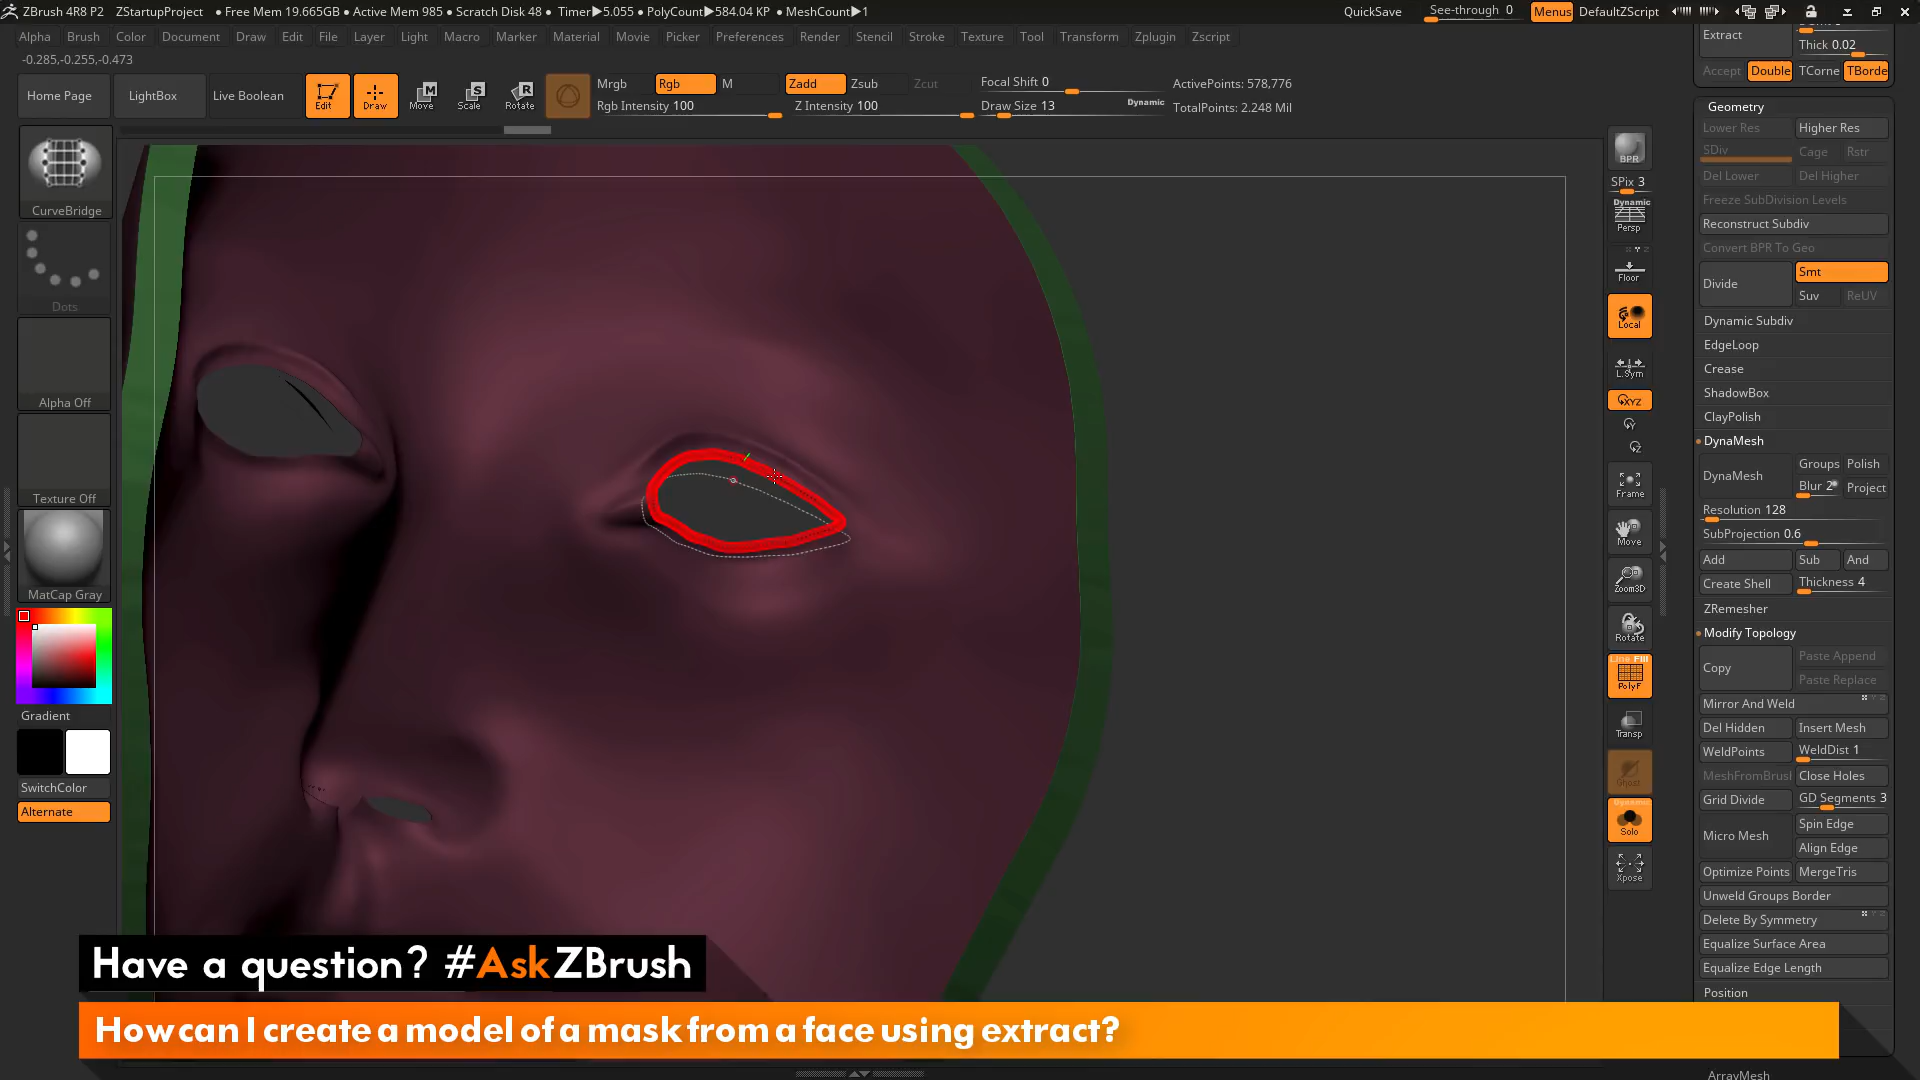 ZBrush 4R8 P2 ZStartupProject ● Free Mem 19.665GB ● Active Mem 985 ● Scratch Disk 48 ● Timer▶5.055 ● PolyCount▶584.04 KP ● MeshCount▶1 QuickSave See-through 0 Menus DefaultZScript
Alpha Brush Color Document Draw Edit File Layer Light Macro Marker Material Movie Picker Preferences Render Stencil Stroke Texture Tool Transform Zplugin Zscript
-0.285,-0.255,-0.473
Home Page LightBox Live Boolean Edit Draw Move Scale Rotate
Mrgb Rgb M Zadd Zsub Zcut Focal Shift 0 ActivePoints: 578,776
Rgb Intensity 100 Z Intensity 100 Draw Size 13 Dynamic TotalPoints: 2.248 Mil
CurveBridge
Dots
Alpha Off
Texture Off
MatCap Gray
Gradient
SwitchColor
Alternate
BPR
SPix 3
Dynamic
Persp
Floor
Local
L.Sym
XYZ
Y
Z
Frame
Move
Zoom3D
Rotate
Line Fill
PolyF
Transp
Ghost
Dynamic
Solo
Xpose
Extract
Thick 0.02
Accept Double TCorne TBorde
Geometry
Lower Res Higher Res
SDiv Cage Rstr
Del Lower Del Higher
Freeze SubDivision Levels
Reconstruct Subdiv
Convert BPR To Geo
Divide Smt
Suv ReUV
Dynamic Subdiv
EdgeLoop
Crease
ShadowBox
ClayPolish
DynaMesh
DynaMesh Groups Polish
Blur 2 Project
Resolution 128
SubProjection 0.6
Add Sub And
Create Shell Thickness 4
ZRemesher
Modify Topology
Copy Paste Append
Paste Replace
Mirror And Weld
Del Hidden Insert Mesh
WeldPoints WeldDist 1
MeshFromBrush Close Holes
Grid Divide GD Segments 3
Micro Mesh Spin Edge
Align Edge
Optimize Points MergeTris
Unweld Groups Border
Delete By Symmetry
Equalize Surface Area
Equalize Edge Length
Position
ArrayMesh
Have a question? #AskZBrush
How can I create a model of a mask from a face using extract?